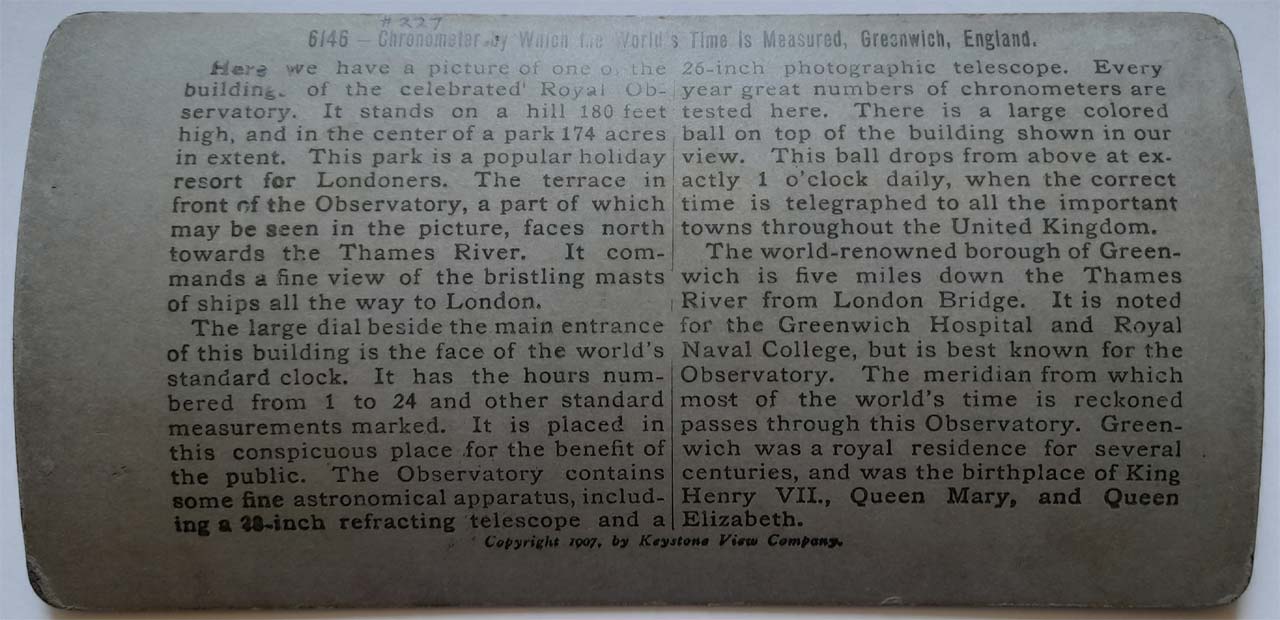 #227
6146 — Chronometer by Which the World's Time is Measured, Greenwich, England.
Here we have a picture of one of the
buildings of the celebrated Royal Ob-
servatory. It stands on a hill 180 feet
high, and in the center of a park 174 acres
in extent. This park is a popular holiday
resort for Londoners. The terrace in
front of the Observatory, a part of which
may be seen in the picture, faces north
towards the Thames River. It com-
mands a fine view of the bristling masts
of ships all the way to London.
The large dial beside the main entrance
of this building is the face of the world's
standard clock. It has the hours num-
bered from 1 to 24 and other standard
measurements marked. It is placed in
this conspicuous place for the benefit of
the public. The Observatory contains
some fine astronomical apparatus, includ-
ing a 28-inch refracting telescope and a
26-inch photographic telescope. Every
year great numbers of chronometers are
tested here. There is a large colored
ball on top of the building shown in our
view. This ball drops from above at ex-
actly 1 o'clock daily, when the correct
time is telegraphed to all the important
towns throughout the United Kingdom.
The world-renowned borough of Green-
wich is five miles down the Thames
River from London Bridge. It is noted
for the Greenwich Hospital and Royal
Naval College, but is best known for the
Observatory. The meridian from which
most of the world's time is reckoned
passes through this Observatory. Green-
wich was a royal residence for several
centuries, and was the birthplace of King
Henry VII., Queen Mary, and Queen
Elizabeth.
Copyright 1907, by Keystone View Company.